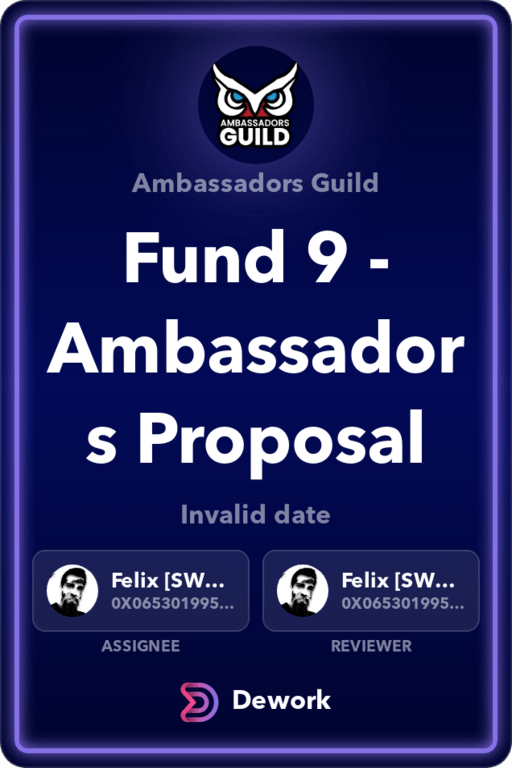 AMBASSADORS
GUILD
Ambassadors Guild
Fund 9 -
Ambassador
s Proposal
Invalid date
Felix [SW...
0X065301995...
Felix [SW...
0X065301995...
ASSIGNEE
REVIEWER
Dework